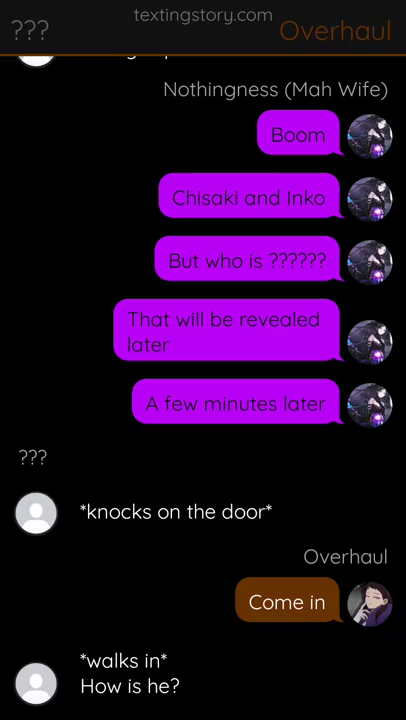 textingstory.com
???
Overhaul
Nothingness (Mah Wife)
Boom
Chisaki and Inko
But who is ??????
That will be revealed
later
A few minutes later
???
*knocks on the door*
Overhaul
Come in
*walks in*
How is he?